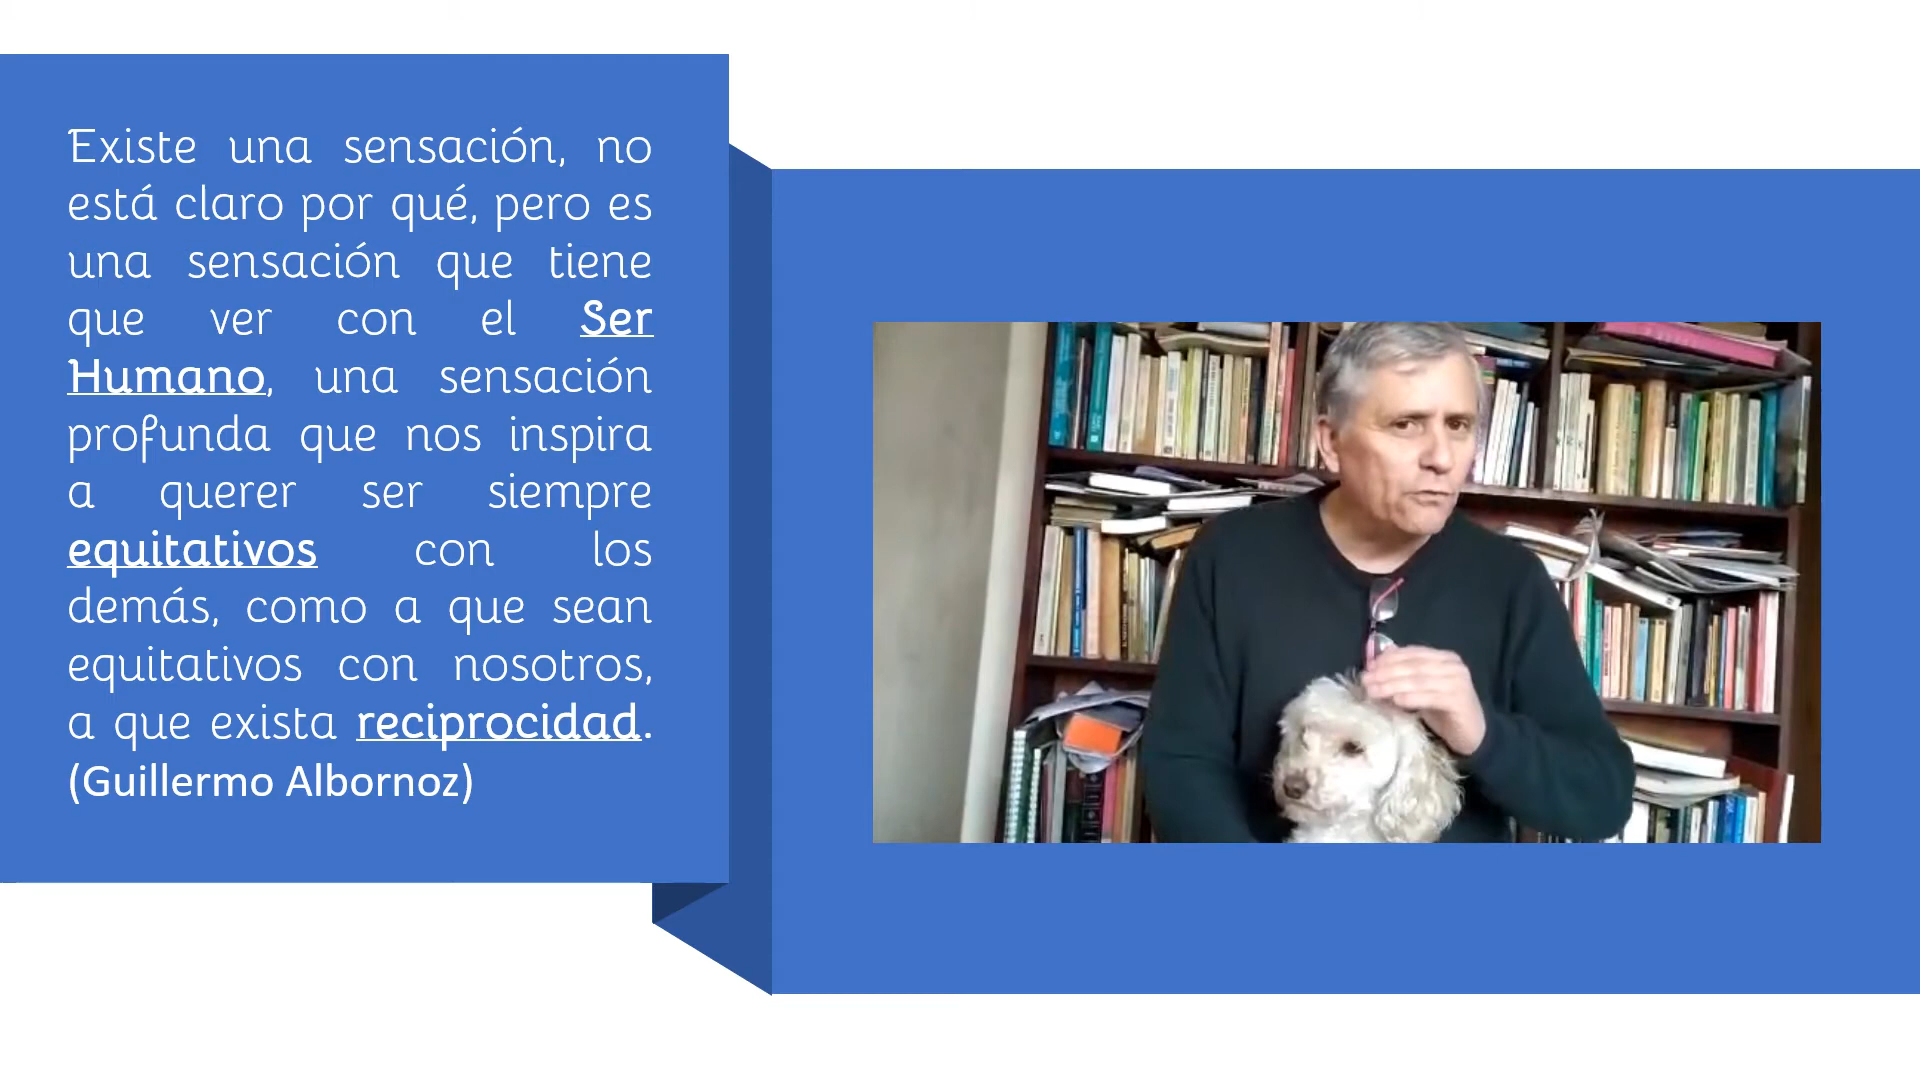 Existe una sensación, no
está claro por qué, pero es
una sensación que tiene
que ver con el Ser
Humano, una sensación
profunda que nos inspira
a querer ser siempre
equitativos con los
demás, como a que sean
equitativos con nosotros,
a que exista reciprocidad.
(Guillermo Albornoz)